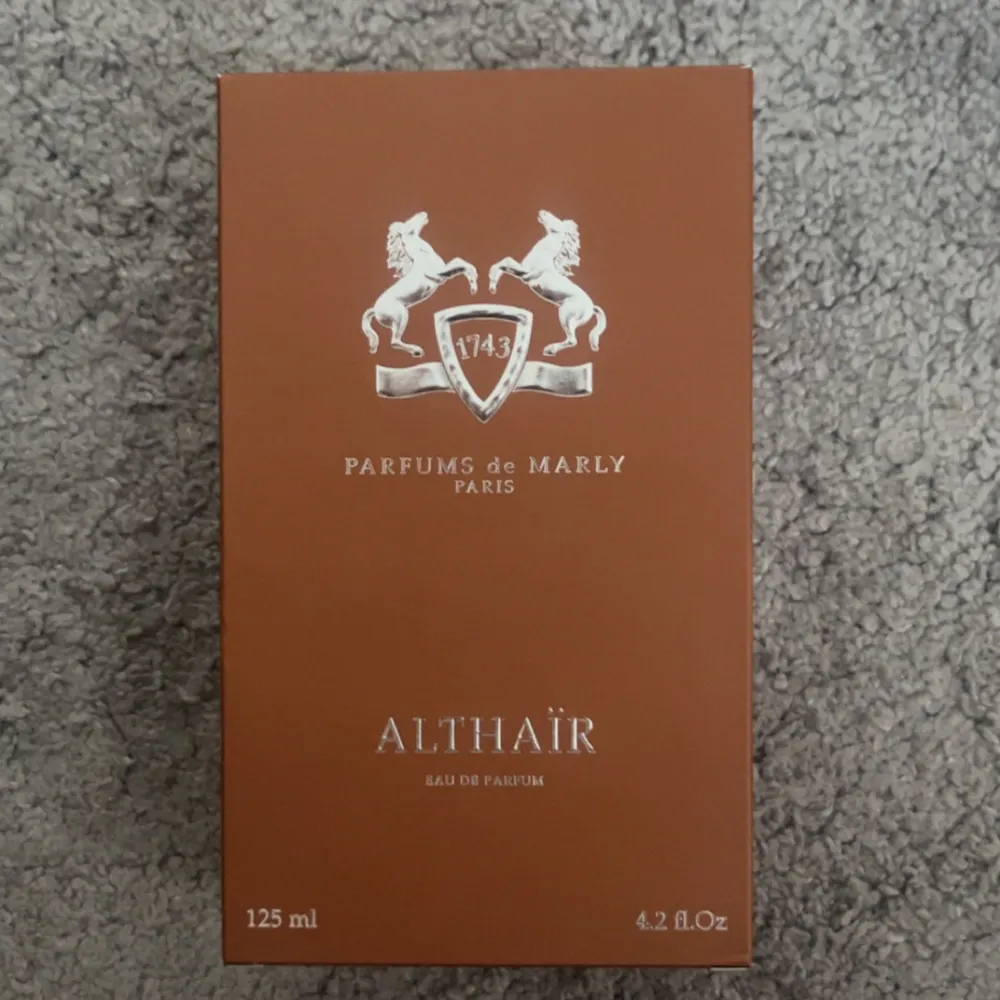 1743
PARFUMS de MARLY
PARIS
ALTHAÏR
EAU DE PARFUM
125 ml
4.2 fl.Oz